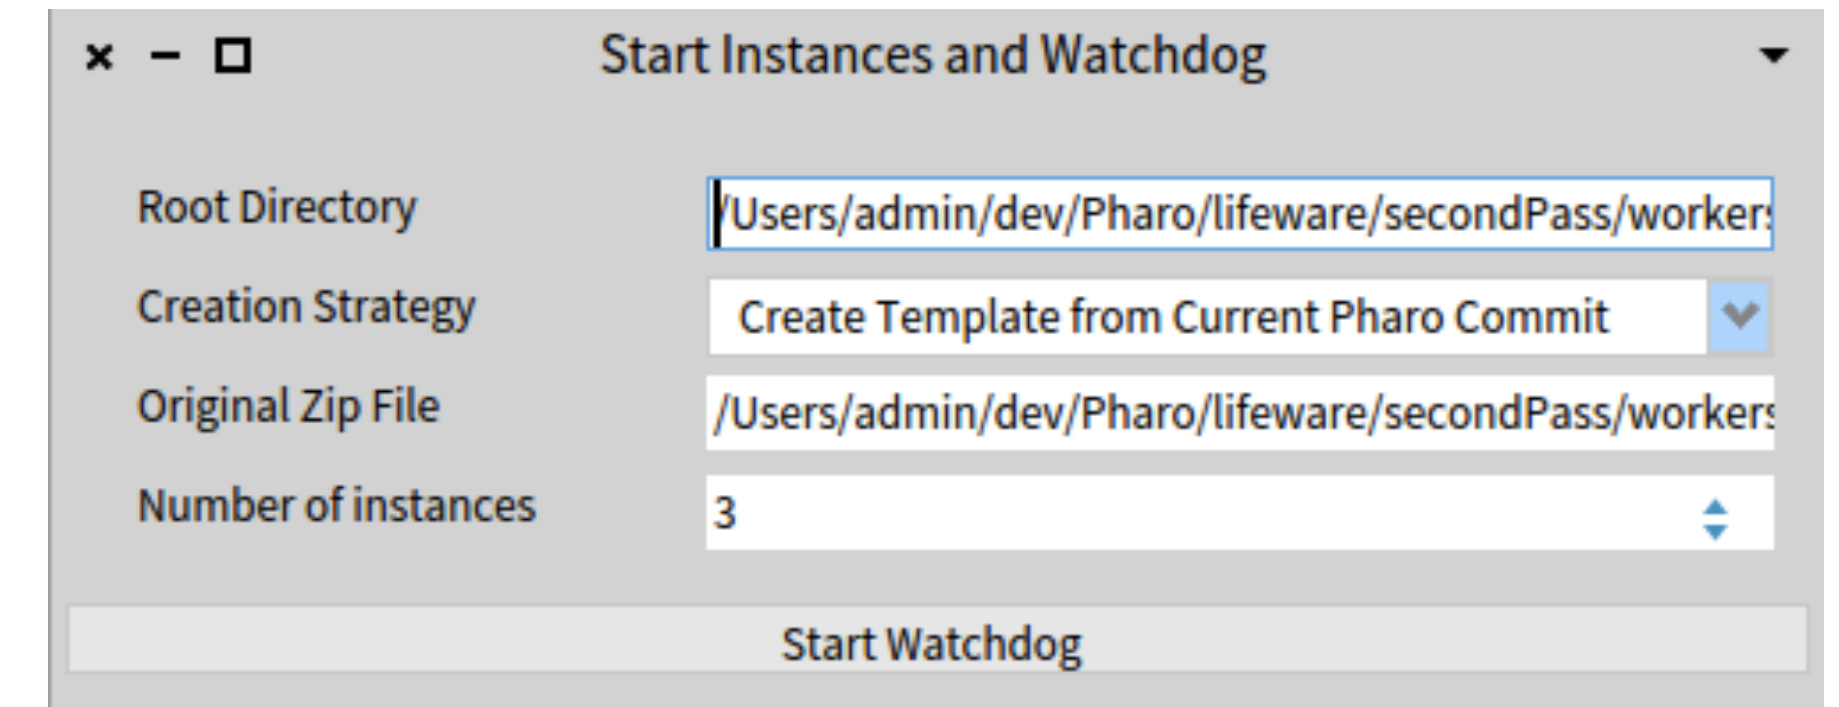 Start Instances and Watchdog
Root Directory
/Users/admin/dev/Pharo/lifeware/secondPass/workers
Creation Strategy
Create Template from Current Pharo Commit
Original Zip File
/Users/admin/dev/Pharo/lifeware/secondPass/workers
Number of instances
3
Start Watchdog